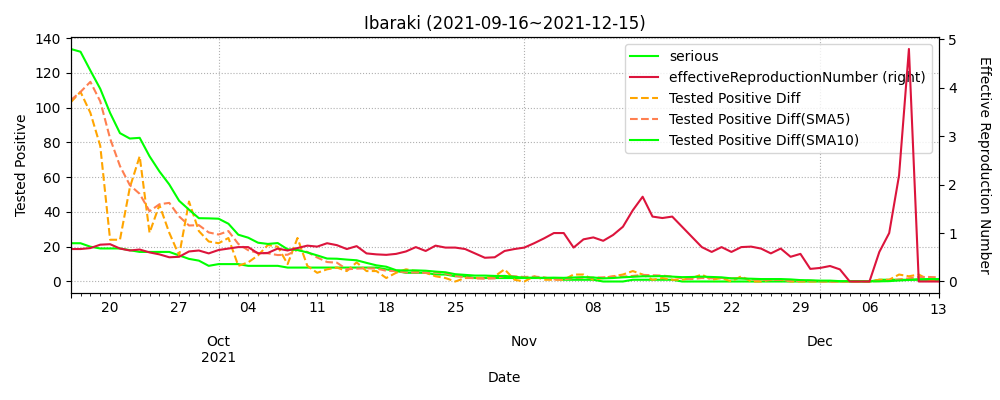 Ibaraki (2021-09-16~2021-12-15)
serious
effectiveReproductionNumber (right)
Tested Positive Diff
Tested Positive Diff(SMA5)
Tested Positive Diff(SMA10)
Tested Positive
140
120
100
80
60
40
20
0
5
4
3
2
1
0
Effective Reproduction Number
20 27 04 11 18 25 08 15 22 29 06 13
Oct Nov Dec
2021
Date